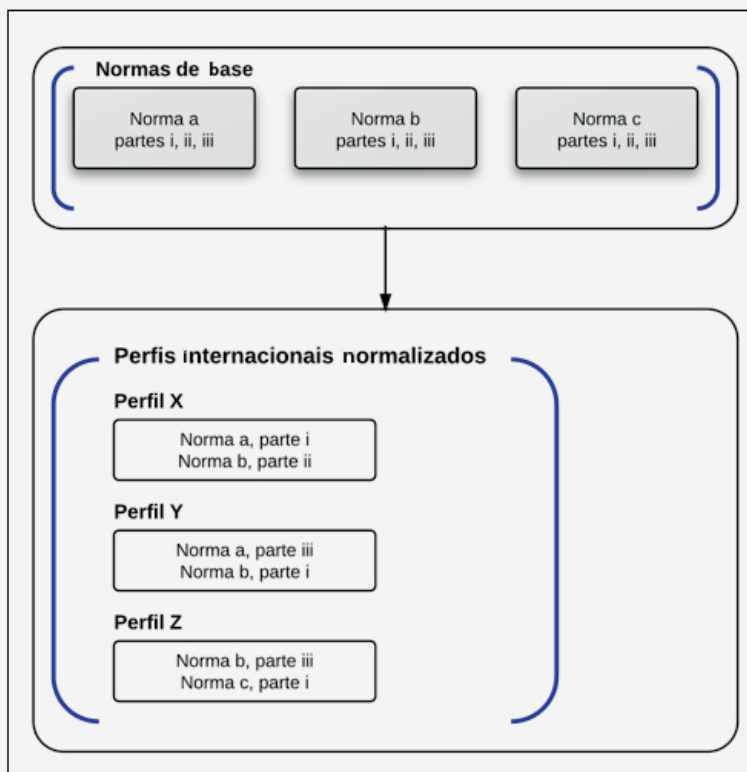 Normas de base
Norma a
partes i, ii, iii
Norma b
partes i, ii, iii
Norma c
partes i, ii, iii
Perfis internacionais normalizados
Perfil X
Norma a, parte i
Norma b, parte ii
Perfil Y
Norma a, parte iii
Norma b, parte i
Perfil Z
Norma b, parte iii
Norma c, parte i